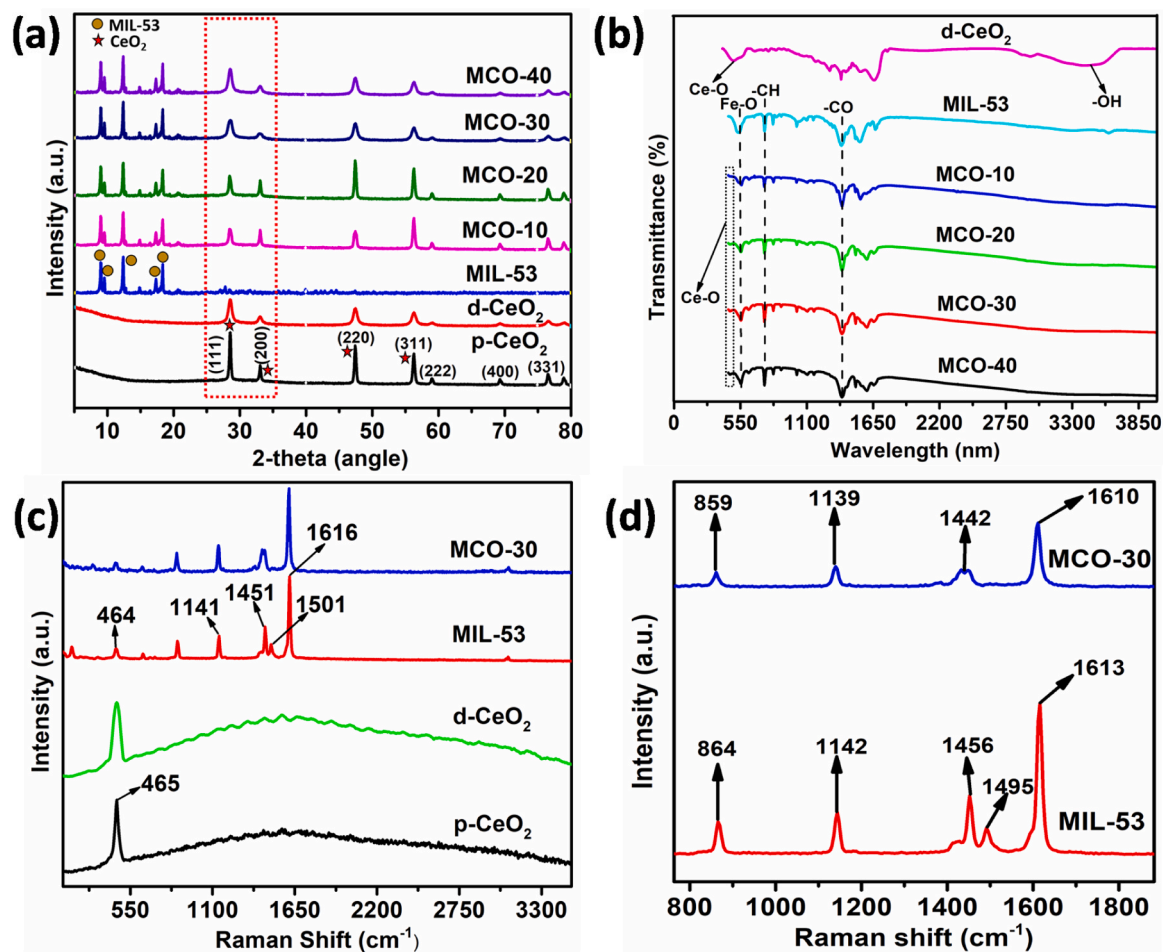 (a)
MIL-53
CeO₂
MCO-40
MCO-30
MCO-20
MCO-10
MIL-53
d-CeO₂
p-CeO₂
(111)
(200)
(220)
(311)
(222)
(400)
(331)
Intensity (a.u.)
10 20 30 40 50 60 70 80
2-theta (angle)
(b)
d-CeO₂
Ce-O
Fe-O
-CH
-CO
-OH
MIL-53
MCO-10
MCO-20
Ce-O
MCO-30
MCO-40
Transmittance (%)
0 550 1100 1650 2200 2750 3300 3850
Wavelength (nm)
(c)
1616
MCO-30
464
1141
1451
1501
MIL-53
d-CeO₂
465
p-CeO₂
Intensity (a.u.)
550 1100 1650 2200 2750 3300
Raman Shift (cm⁻¹)
(d)
859
1139
1442
1610
MCO-30
1613
864
1142
1456
1495
MIL-53
Intensity (a.u.)
800 1000 1200 1400 1600 1800
Raman shift (cm⁻¹)